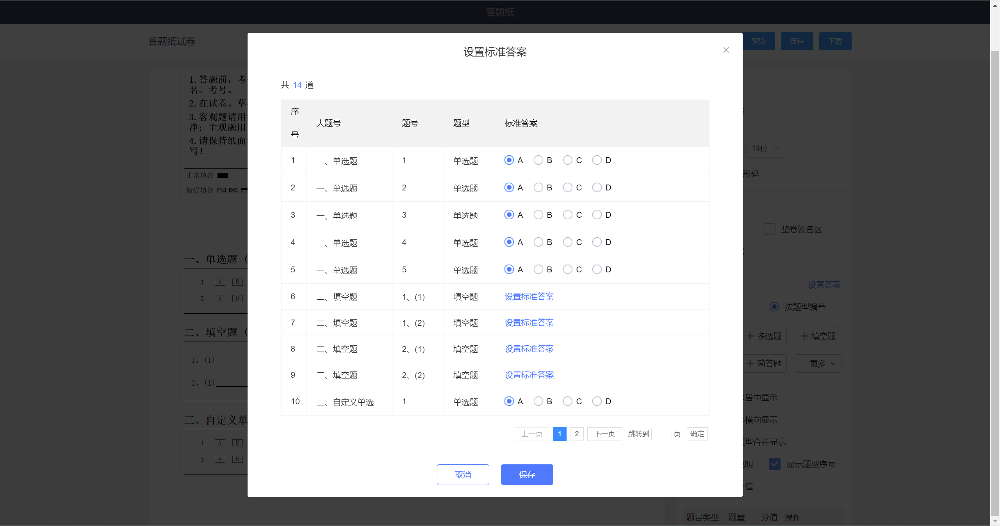 答题纸
答题纸试卷
预览 保存 下载
设置标准答案
共 14 道
序号 大题号 题号 题型 标准答案
1 一、单选题 1 单选题 A B C D
2 一、单选题 2 单选题 A B C D
3 一、单选题 3 单选题 A B C D
4 一、单选题 4 单选题 A B C D
5 一、单选题 5 单选题 A B C D
6 二、填空题 1、(1) 填空题 设置标准答案
7 二、填空题 1、(2) 填空题 设置标准答案
8 二、填空题 2、(1) 填空题 设置标准答案
9 二、填空题 2、(2) 填空题 设置标准答案
10 三、自定义单选 1 单选题 A B C D
上一页 1 2 下一页 跳转到 页 确定
取消 保存
1.答题前，考
名、考号。
2.在试卷、草
3.客观题请用
净；主观题用
4.请保持纸面
写！
正常填涂
错误填涂
一、单选题（
1 A B
5 A B
二、填空题（
1、(1)
2、(1)
三、自定义单
1 A B
5 A B
14位
形码
整卷签名区
设置答案
按题型编号
多选题 填空题
简答题 更多
居中显示
横向显示
型合并显示
明 显示题型序号
值
题目类型 题量 分值 操作